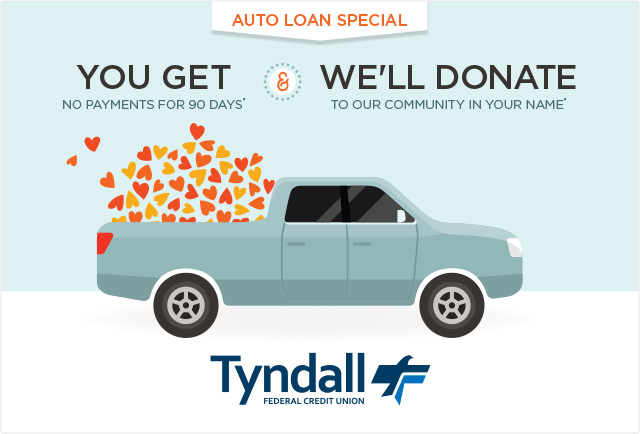 AUTO LOAN SPECIAL
YOU GET & WE'LL DONATE
NO PAYMENTS FOR 90 DAYS* TO OUR COMMUNITY IN YOUR NAME*
Tyndall
FEDERAL CREDIT UNION